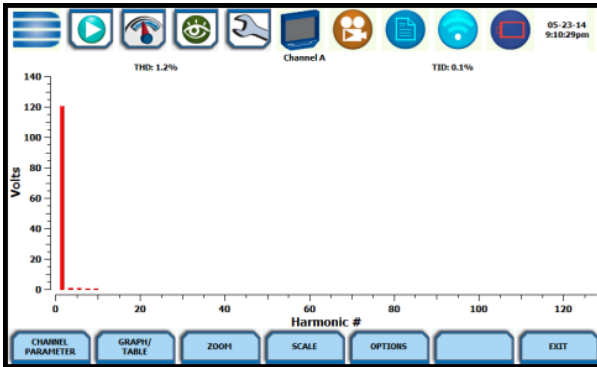 05-23-14
9:10:29pm
Channel A
THD: 1.2%
TID: 0.1%
140
120
100
80
60
40
20
0
Volts
0 20 40 60 80 100 120
Harmonic #
CHANNEL PARAMETER
GRAPH/ TABLE
ZOOM
SCALE
OPTIONS
EXIT